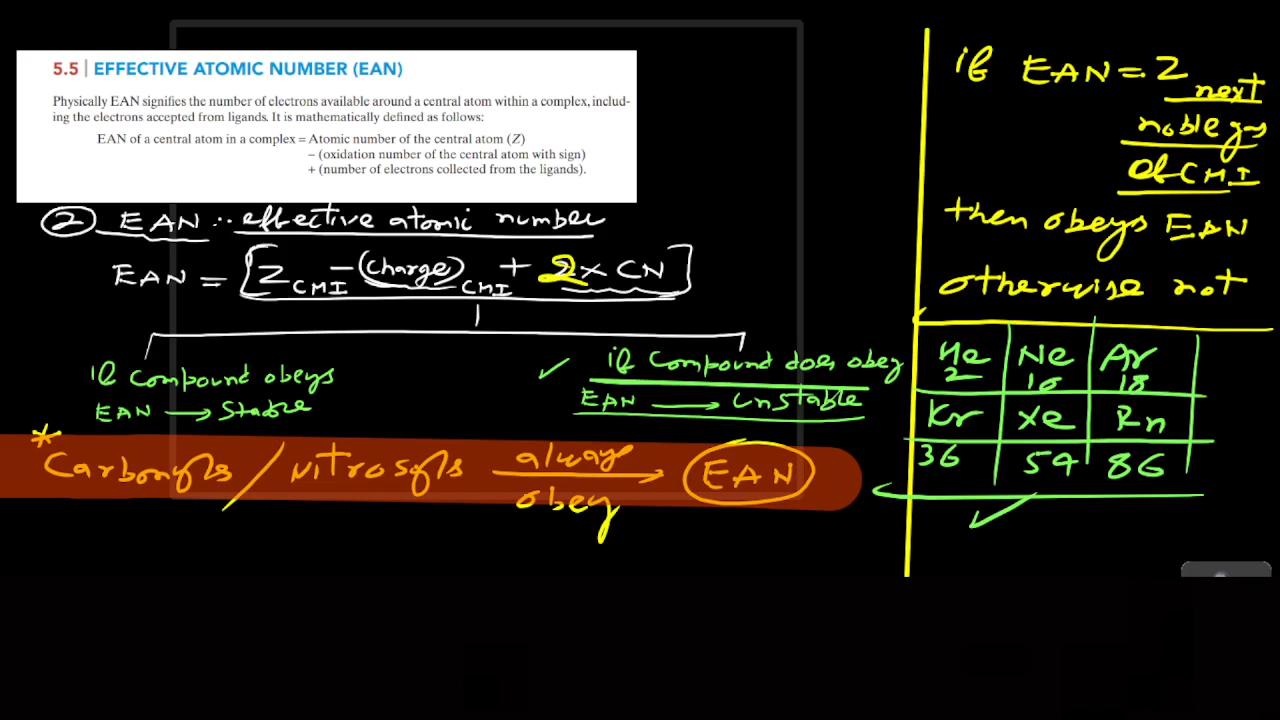 5.5 | EFFECTIVE ATOMIC NUMBER (EAN)
Physically EAN signifies the number of electrons available around a central atom within a complex, includ-
ing the electrons accepted from ligands. It is mathematically defined as follows:
EAN of a central atom in a complex = Atomic number of the central atom (Z)
– (oxidation number of the central atom with sign)
+ (number of electrons collected from the ligands).
② EAN :- effective atomic number
EAN = [Z CMI - (charge) CMI + 2 x CN]
if compound obeys
EAN → Stable
✓ if compound does obey
EAN → unstable
* Carbonyls / nitrosyls always obey → EAN
if EAN = Z next
noble gas
of CMI
then obeys EAN
otherwise not
He Ne Ar
2 10 18
Kr Xe Rn
36 54 86
✓